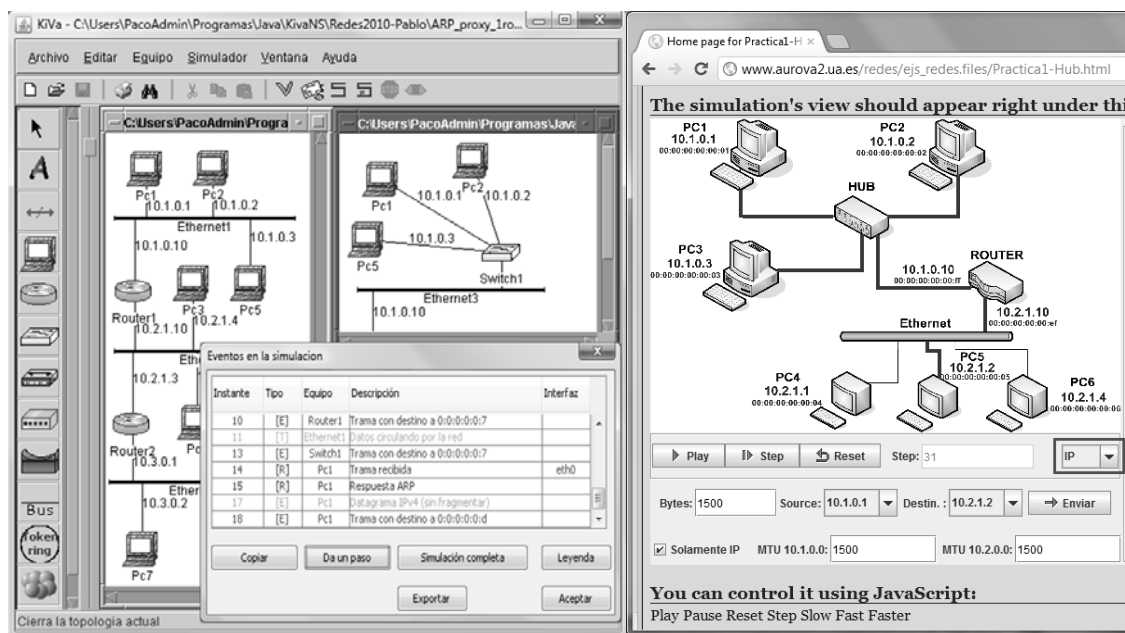 KiVa - C:\Users\PacoAdmin\Programas\Java\KivaNS\Redes2010-Pablo\ARP_proxy_1ro...
Archivo Editar Equipo Simulador Ventana Ayuda
C:\Users\PacoAdmin\Progra
Pc1
Pc2
10.1.0.1
10.1.0.2
Ethernet1
10.1.0.10
10.1.0.3
Router1
Pc3
Pc5
10.2.1.10
10.2.1.4
Eth
10.2.1.3
Router2
Pc
10.3.0.1
Ether
10.3.0.2
Pc7
C:\Users\PacoAdmin\Programas\Java
Pc1
10.1.0.1
Pc2
10.1.0.2
10.1.0.3
Pc5
Switch1
Ethernet3
10.1.0.10
A
Bus
Token
ring
Eventos en la simulacion
Instante Tipo Equipo Descripción Interfaz
10 [E] Router1 Trama con destino a 0:0:0:0:0:7
11 [T] Ethernet1 Datos circulando por la red
13 [E] Switch1 Trama con destino a 0:0:0:0:0:7
14 [R] Pc1 Trama recibida eth0
15 [R] Pc1 Respuesta ARP
17 [E] Pc1 Datagrama IPv4 (sin fragmentar)
18 [E] Pc1 Trama con destino a 0:0:0:0:0:d
Copiar Da un paso Simulación completa Leyenda
Exportar Aceptar
Cierra la topologia actual
Home page for Practica1-H
www.aurova2.ua.es/redes/ejs_redes.files/Practica1-Hub.html
The simulation's view should appear right under thi
PC1
10.1.0.1
00:00:00:00:00:01
PC2
10.1.0.2
00:00:00:00:00:02
HUB
PC3
10.1.0.3
00:00:00:00:00:03
ROUTER
10.1.0.10
00:00:00:00:00:ff
10.2.1.10
00:00:00:00:00:ef
Ethernet
PC4
10.2.1.1
00:00:00:00:00:04
PC5
10.2.1.2
00:00:00:00:00:05
PC6
10.2.1.4
00:00:00:00:00:06
Play Step Reset Step: 31 IP
Bytes: 1500 Source: 10.1.0.1 Destin. : 10.2.1.2 Enviar
Solamente IP MTU 10.1.0.0: 1500 MTU 10.2.0.0: 1500
You can control it using JavaScript:
Play Pause Reset Step Slow Fast Faster